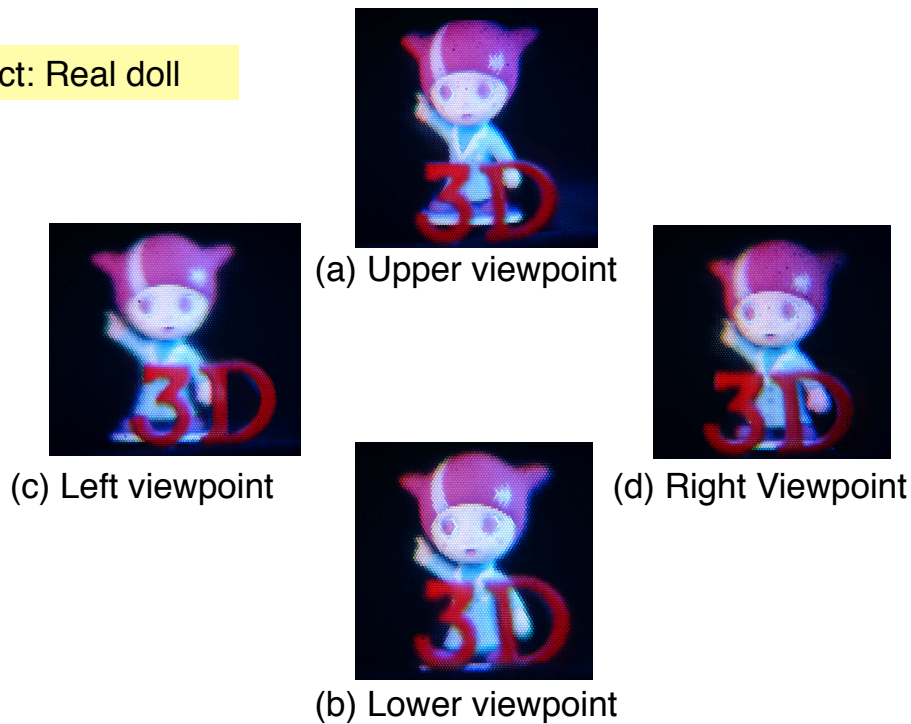 ct: Real doll
3D
(a) Upper viewpoint
3D
(c) Left viewpoint
3D
(d) Right Viewpoint
3D
(b) Lower viewpoint